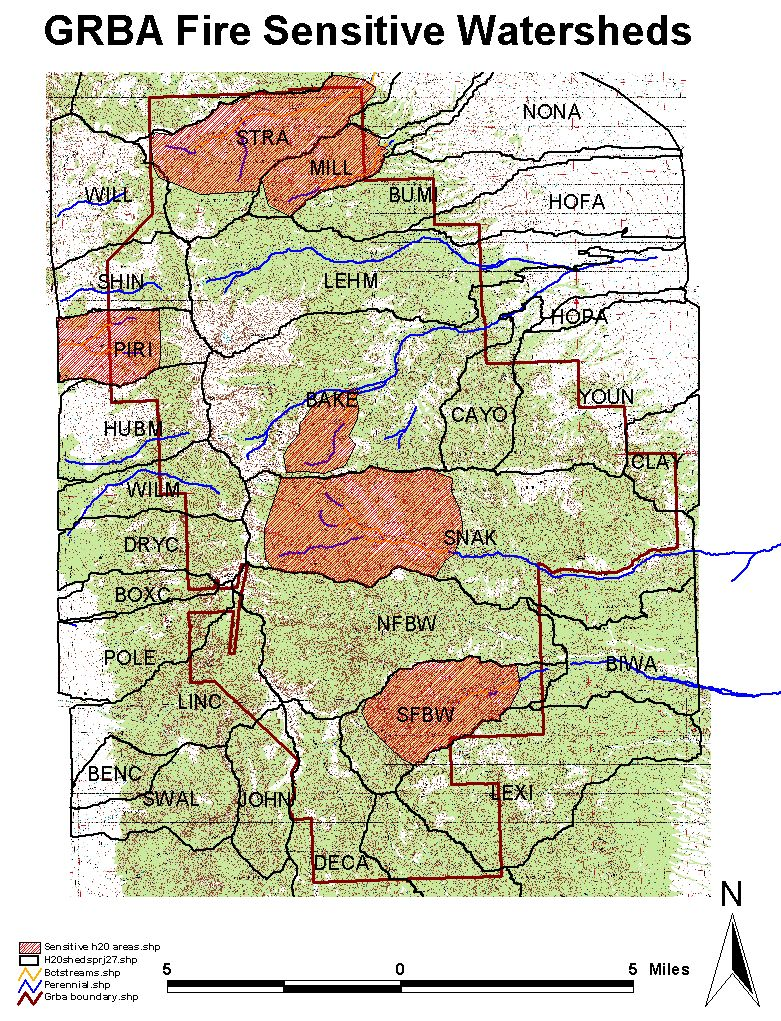 GRBA Fire Sensitive Watersheds
NONA
STRA
MILL
WILL
BUMI
HOFA
SHIN
LEHM
HOPA
PIRI
BAKE
YOUN
CAYO
HUBM
CLAY
WILM
SNAK
DRYC
BOXC
NFBW
POLE
BIWA
LINC
SFBW
BENC
SWAL
JOHN
LEXI
DECA
N
Sensitive h20 areas.shp
H20shedsprj27.shp
Bctstreams.shp
Perennial.shp
Grba boundary.shp
5 0 5 Miles